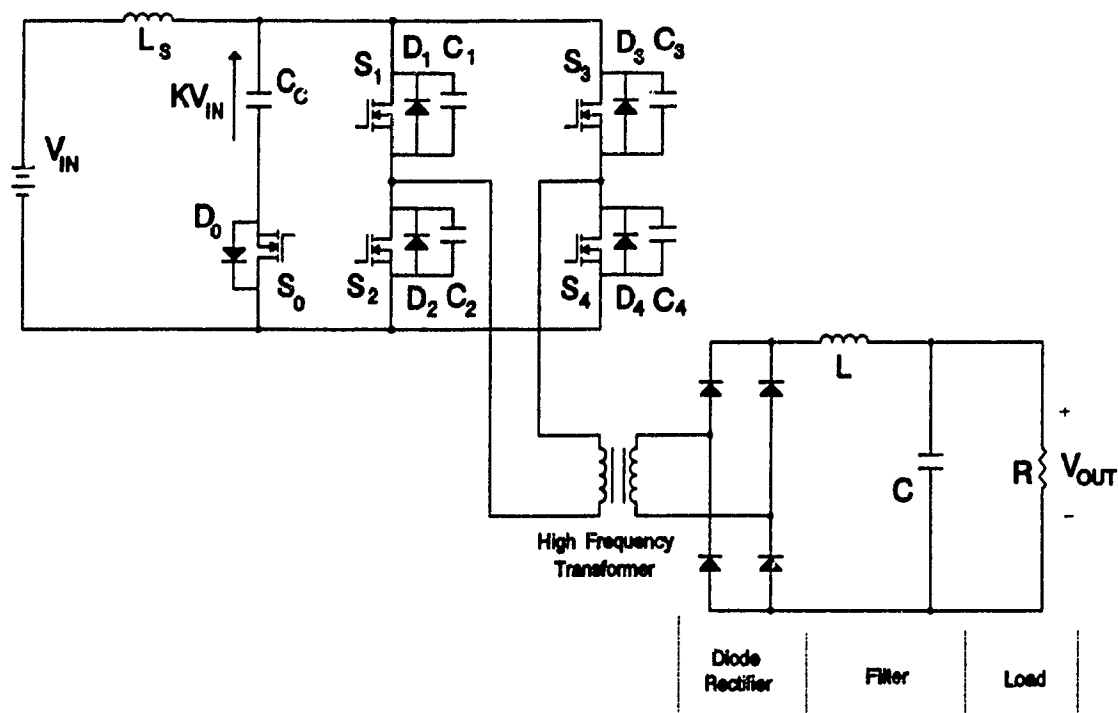 L_S
D_1 C_1
D_3 C_3
S_1
S_3
KV_IN
C_C
V_IN
D_0
S_0
S_2
D_2 C_2
S_4
D_4 C_4
L
+
C
R
V_OUT
-
High Frequency
Transformer
Diode
Rectifier
Filter
Load